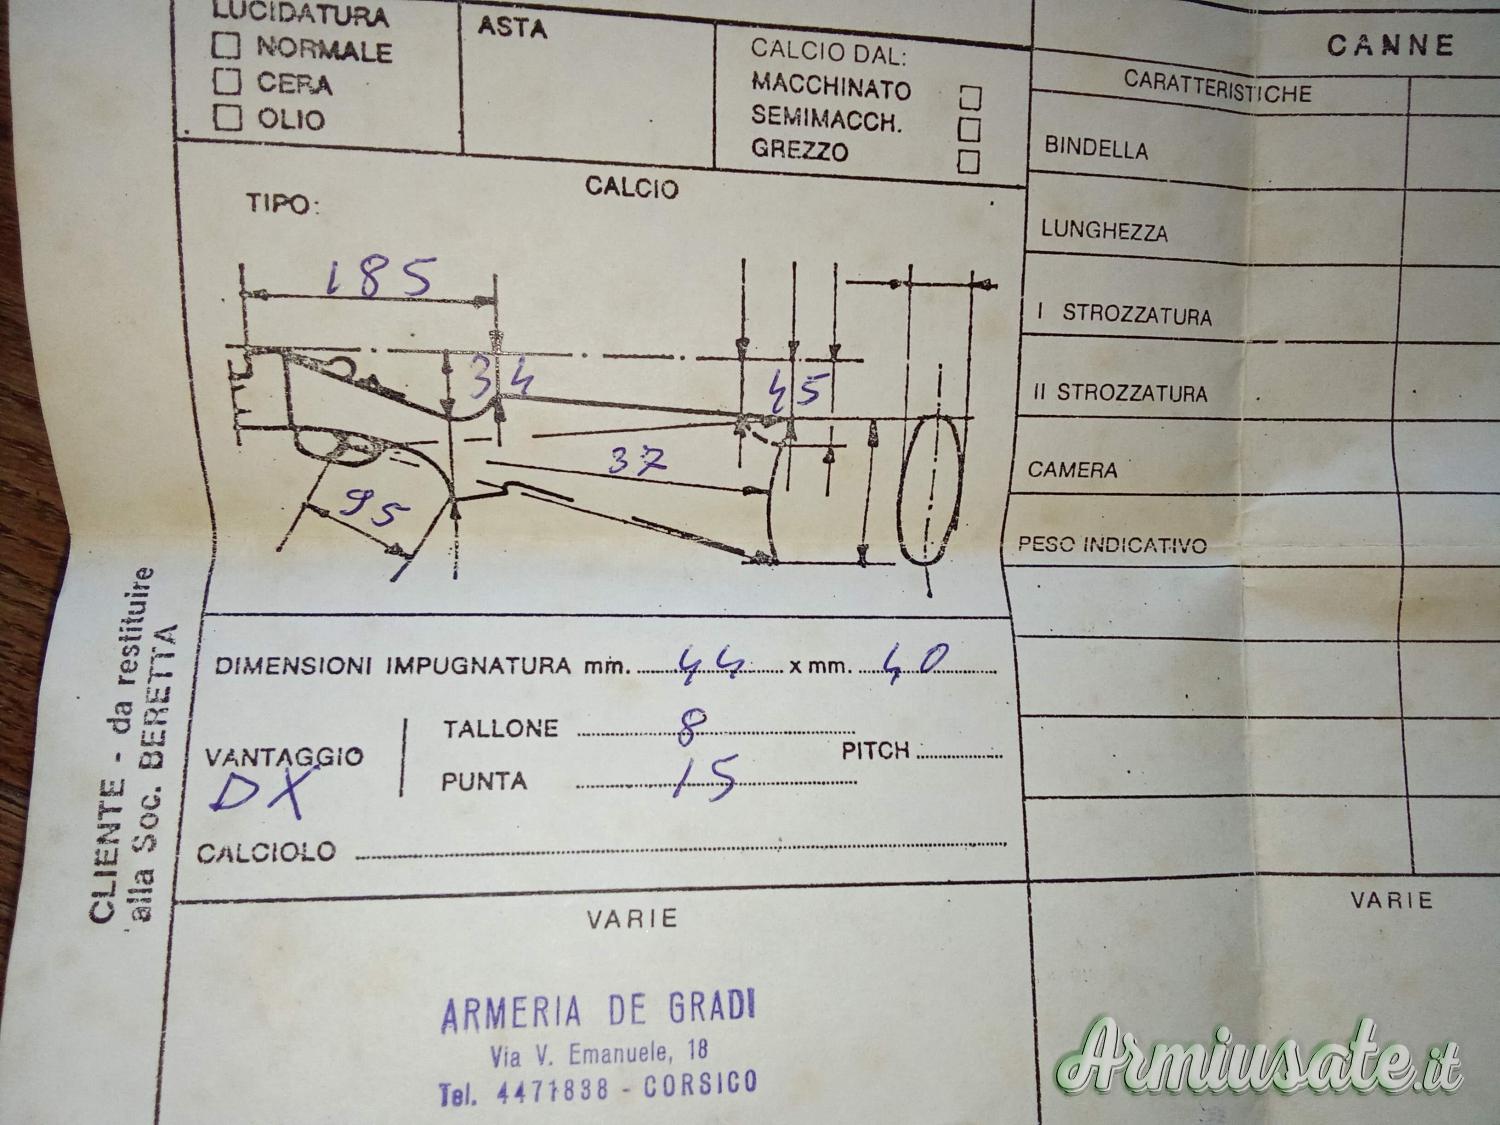 LUCIDATURA
NORMALE
CERA
OLIO
ASTA
CALCIO DAL:
MACCHINATO
SEMIMACCH.
GREZZO
CANNE
CARATTERISTICHE
BINDELLA
LUNGHEZZA
I STROZZATURA
II STROZZATURA
CAMERA
PESO INDICATIVO
CALCIO
TIPO:
185
34
45
37
95
DIMENSIONI IMPUGNATURA mm. 44 x mm. 40
VANTAGGIO
DX
TALLONE 8
PUNTA 15
PITCH
CALCIOLO
CLIENTE - da restituire
alla Soc. BERETTA
VARIE
VARIE
ARMERIA DE GRADI
Via V. Emanuele, 18
Tel. 4471838 - CORSICO
Armiusate.it